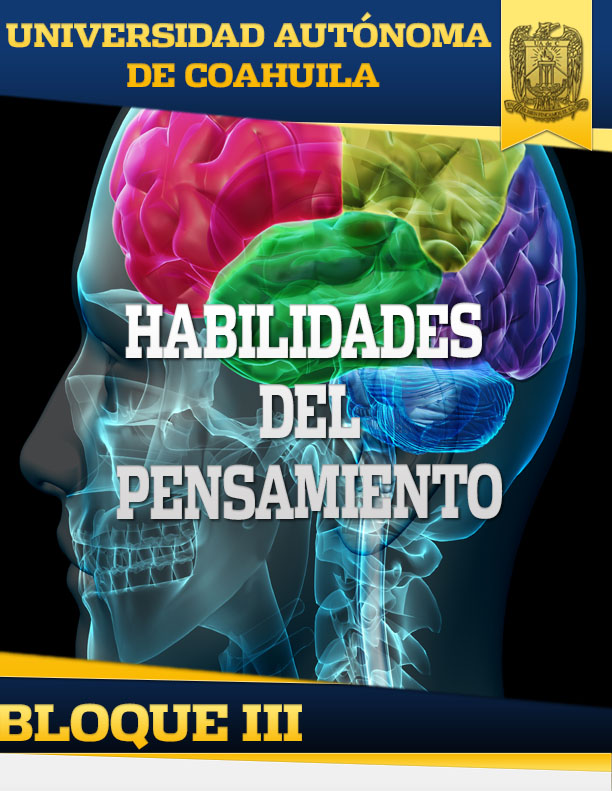 UNIVERSIDAD AUTÓNOMA
DE COAHUILA
HABILIDADES
DEL
PENSAMIENTO
BLOQUE III